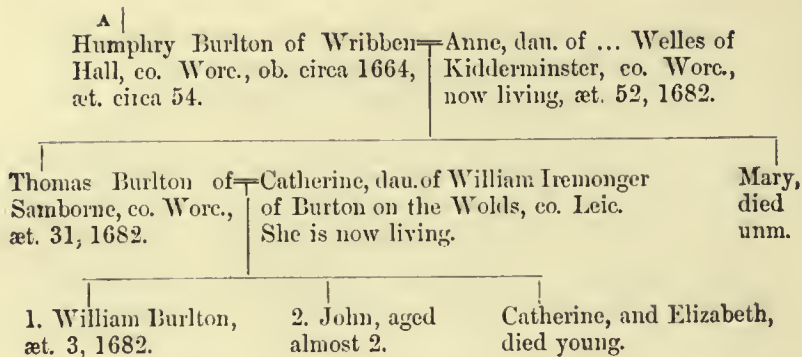 A
Humphry Burlton of Wribben
Hall, co. Worc., ob. circa 1664,
æt. circa 54.
Anne, dau. of ... Welles of
Kidderminster, co. Worc.,
now living, æt. 52, 1682.
Thomas Burlton of
Samborne, co. Worc.,
æt. 31, 1682.
Catherine, dau. of William Iremonger
of Burton on the Wolds, co. Leic.
She is now living.
Mary,
died
unm.
1. William Burlton,
æt. 3, 1682.
2. John, aged
almost 2.
Catherine, and Elizabeth,
died young.